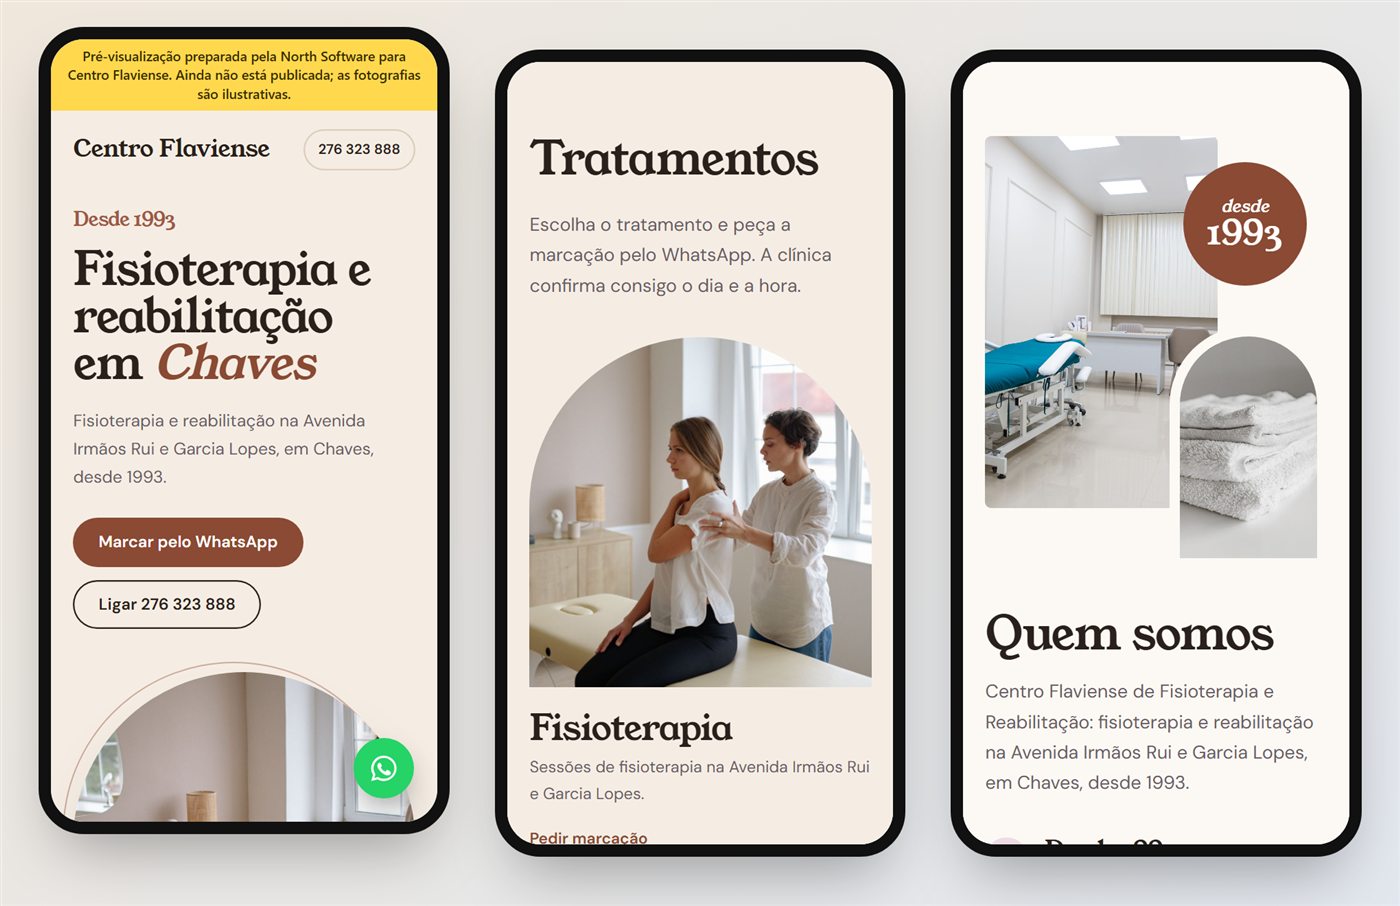 Pré-visualização preparada pela North Software para
Centro Flaviense. Ainda não está publicada; as fotografias
são ilustrativas.
Centro Flaviense
276 323 888
Desde 1993
Fisioterapia e
reabilitação
em Chaves
Fisioterapia e reabilitação na Avenida
Irmãos Rui e Garcia Lopes, em Chaves,
desde 1993.
Marcar pelo WhatsApp
Ligar 276 323 888
Tratamentos
Escolha o tratamento e peça a
marcação pelo WhatsApp. A clínica
confirma consigo o dia e a hora.
Fisioterapia
Sessões de fisioterapia na Avenida Irmãos Rui
e Garcia Lopes.
Pedir marcação
desde
1993
Quem somos
Centro Flaviense de Fisioterapia e
Reabilitação: fisioterapia e reabilitação
na Avenida Irmãos Rui e Garcia Lopes,
em Chaves, desde 1993.